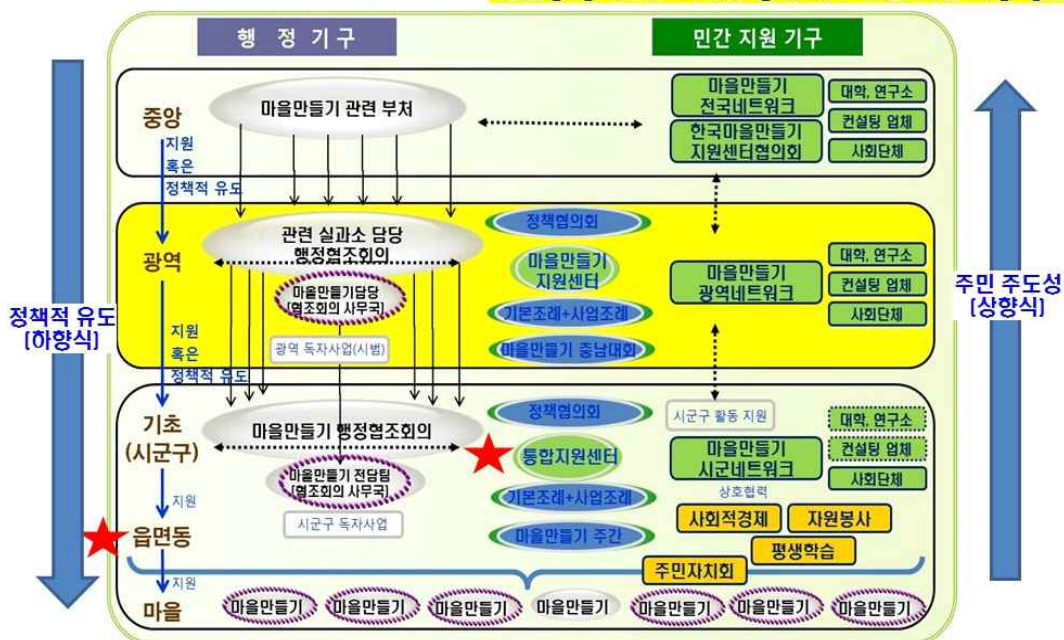 행 정 기 구
민간 지원 기구
중앙
지원
혹은
정책적 유도
마을만들기 관련 부처
마을만들기
전국네트워크
한국마을만들기
지원센터협의회
대학, 연구소
컨설팅 업체
사회단체
광역
지원
혹은
정책적 유도
관련 실과소 담당
행정협조회의
마을만들기담당
(협조회의 사무국)
광역 독자사업(시범)
정책협의회
마을만들기
지원센터
기본조례+사업조례
마을만들기 충남대회
마을만들기
광역네트워크
대학, 연구소
컨설팅 업체
사회단체
정책적 유도
(하향식)
주민 주도성
(상향식)
기초
(시군구)
지원
읍면동
지원
마을
마을만들기 행정협조회의
마을만들기 전담팀
(협조회의 사무국)
시군구 독자사업
정책협의회
통합지원센터
기본조례+사업조례
마을만들기 주간
시군구 활동 지원
마을만들기
시군네트워크
상호협력
대학, 연구소
컨설팅 업체
사회단체
사회적경제
자원봉사
평생학습
주민자치회
마을만들기
마을만들기
마을만들기
마을만들기
마을만들기
마을만들기
마을만들기